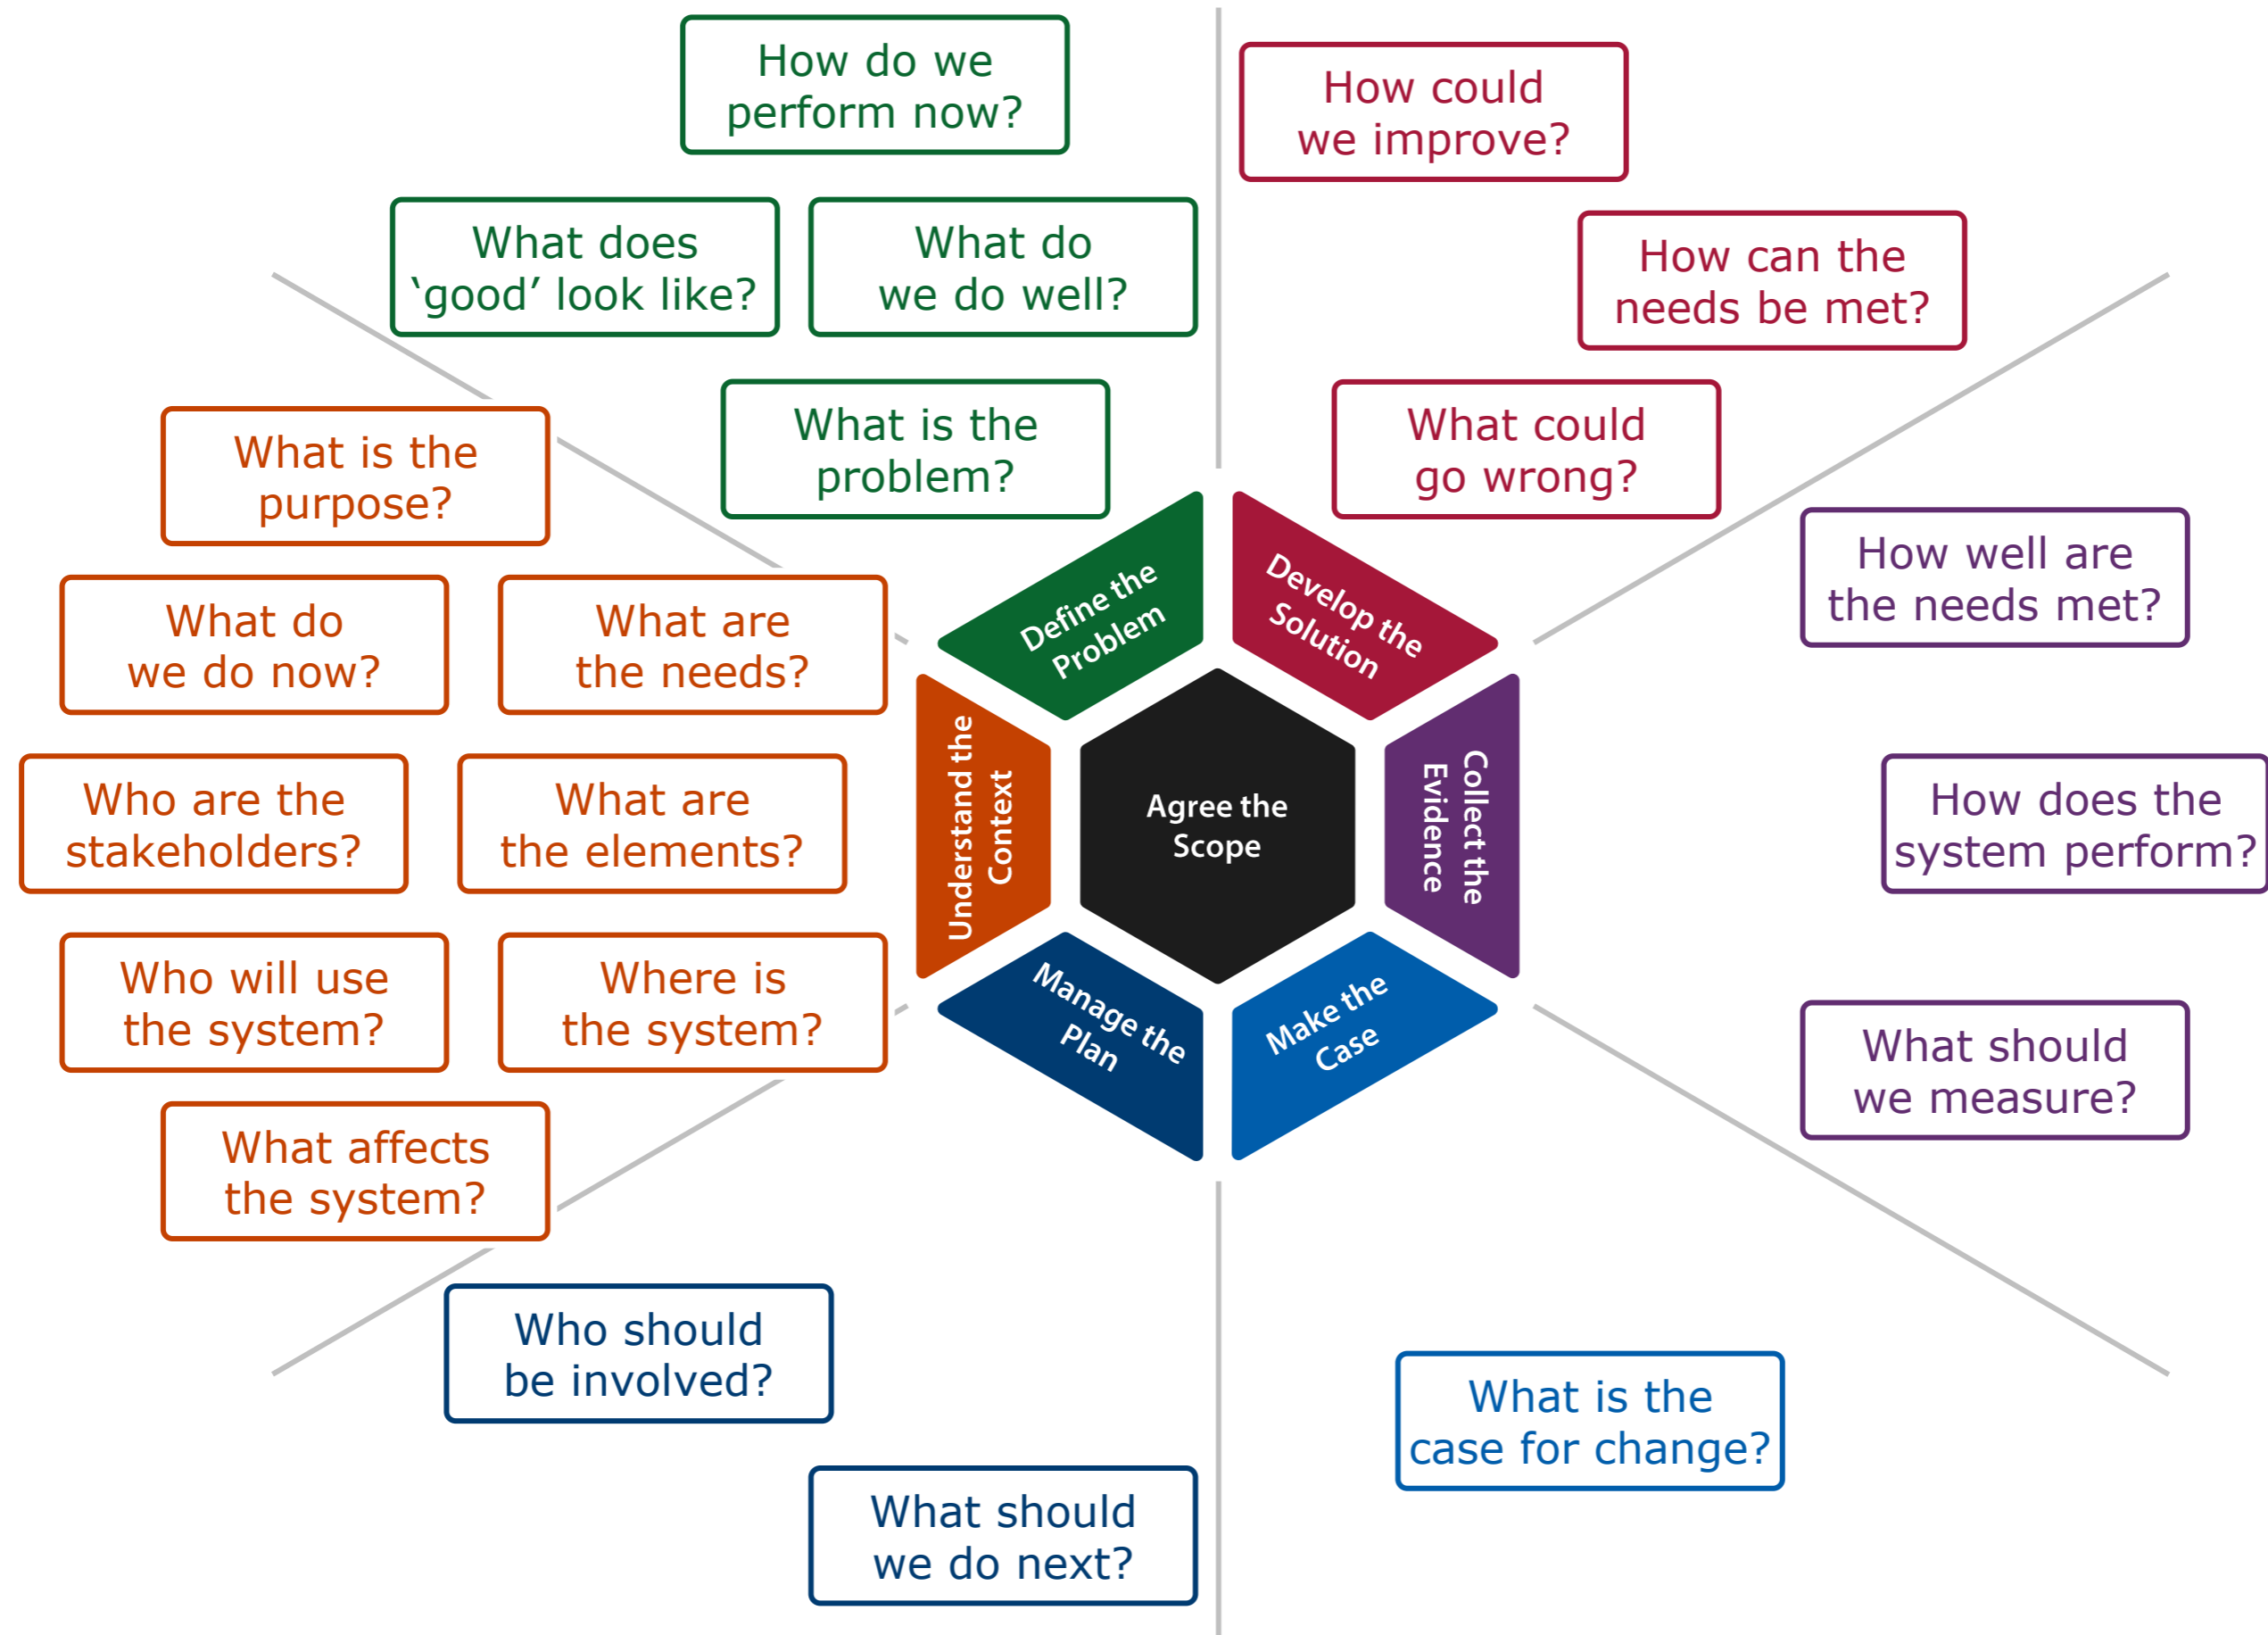 How do we
perform now?
How could
we improve?
What does
‘good’ look like?
What do
we do well?
How can the
needs be met?
What is the
problem?
What could
go wrong?
What is the
purpose?
How well are
the needs met?
What do
we do now?
What are
the needs?
Define the
Problem
Develop the
Solution
Who are the
stakeholders?
What are
the elements?
Understand the
Context
Agree the
Scope
Collect the
Evidence
How does the
system perform?
Who will use
the system?
Where is
the system?
Manage the
Plan
Make the
Case
What should
we measure?
What affects
the system?
Who should
be involved?
What is the
case for change?
What should
we do next?